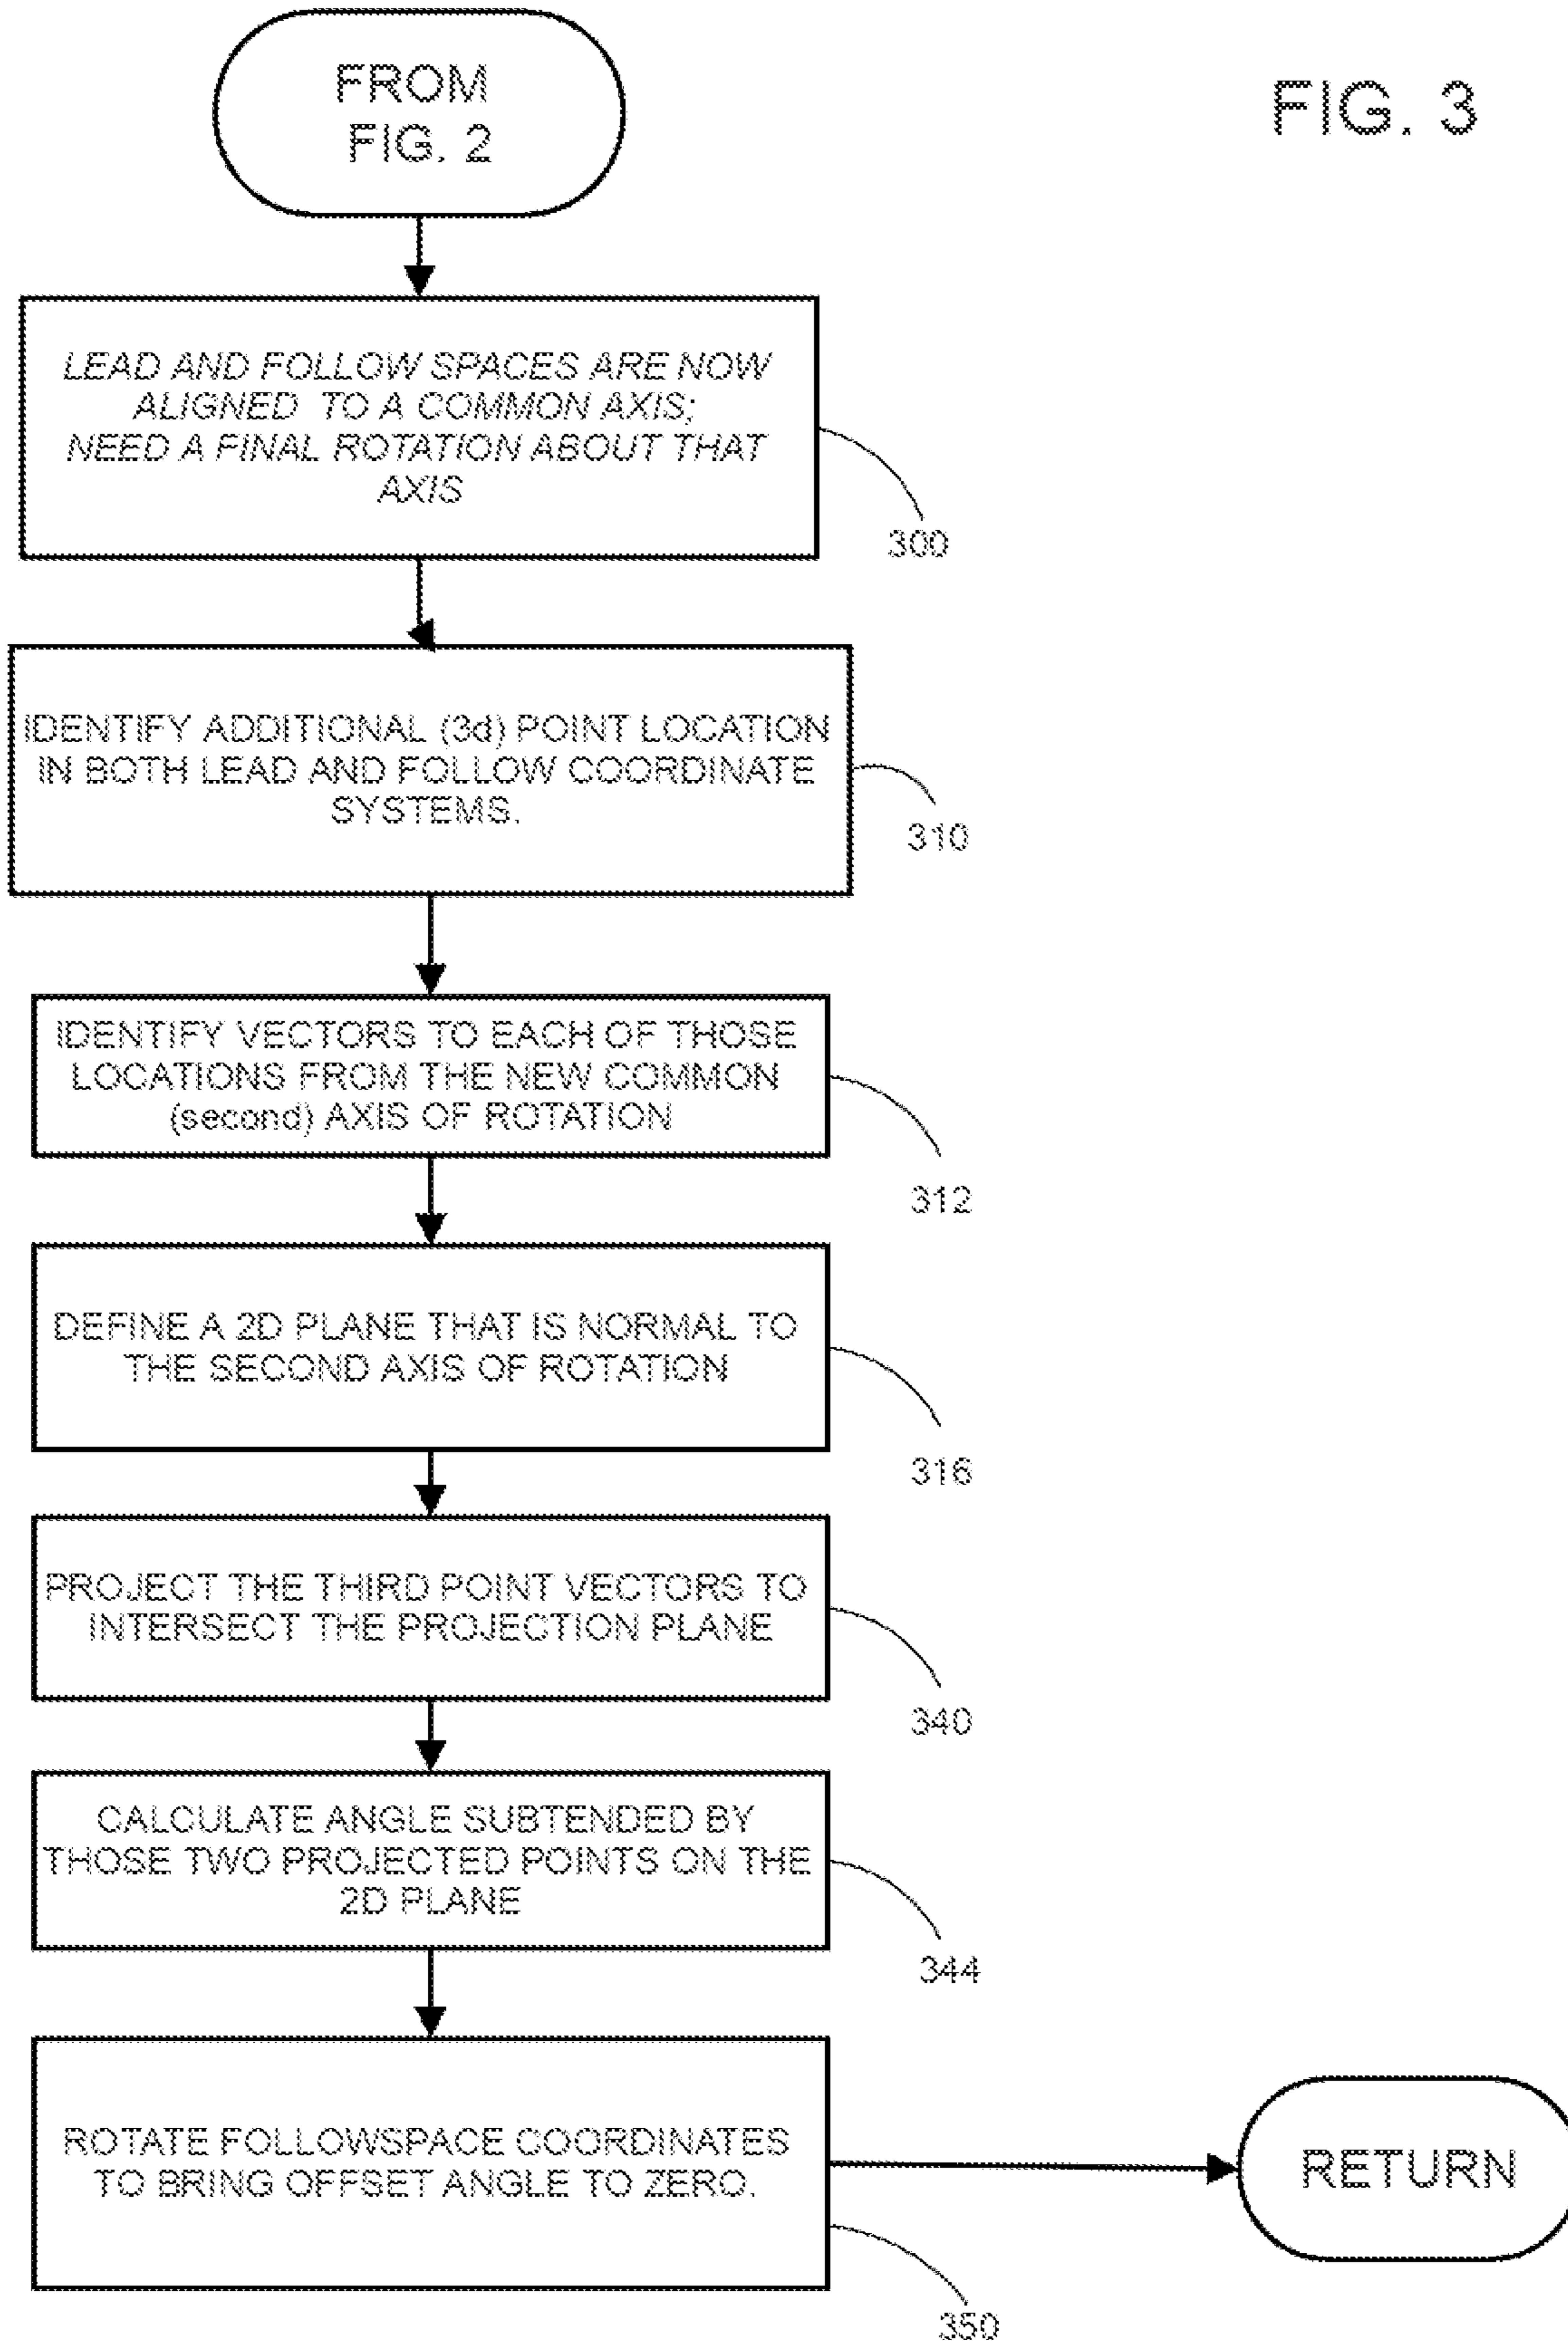 FROM
FIG. 2
FIG. 3
LEAD AND FOLLOW SPACES ARE NOW
ALIGNED TO A COMMON AXIS;
NEED A FINAL ROTATION ABOUT THAT
AXIS
300
IDENTIFY ADDITIONAL (3d) POINT LOCATION
IN BOTH LEAD AND FOLLOW COORDINATE
SYSTEMS.
310
IDENTIFY VECTORS TO EACH OF THOSE
LOCATIONS FROM THE NEW COMMON
(second) AXIS OF ROTATION
312
DEFINE A 2D PLANE THAT IS NORMAL TO
THE SECOND AXIS OF ROTATION
316
PROJECT THE THIRD POINT VECTORS TO
INTERSECT THE PROJECTION PLANE
340
CALCULATE ANGLE SUBTENDED BY
THOSE TWO PROJECTED POINTS ON THE
2D PLANE
344
ROTATE FOLLOWSPACE COORDINATES
TO BRING OFFSET ANGLE TO ZERO.
350
RETURN